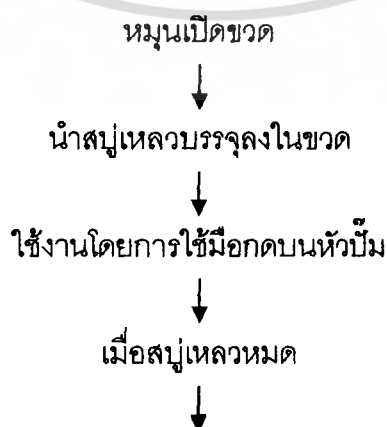 หมุนเปิดขวด
นำสบู่เหลวบรรจุลงในขวด
ใช้งานโดยการใช้มือกดบนหัวปั๊ม
เมื่อสบู่เหลวหมด